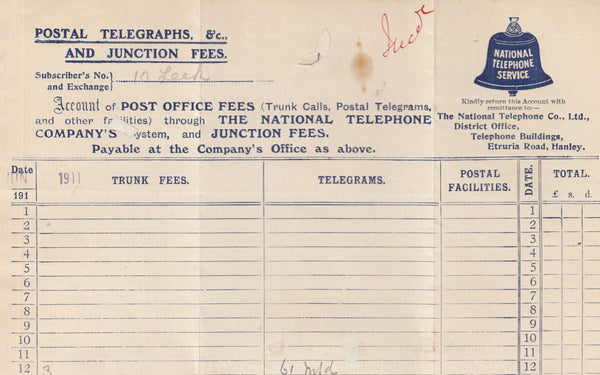 POSTAL TELEGRAPHS, &c.,
AND JUNCTION FEES.
Subscriber's No.
and Exchange
10 Leek
NATIONAL
TELEPHONE
SERVICE
Kindly return this Account with
remittance to:-
The National Telephone Co., Ltd.,
District Office,
Telephone Buildings,
Etruria Road, Hanley.
Account of POST OFFICE FEES (Trunk Calls, Postal Telegrams,
and other facilities) through THE NATIONAL TELEPHONE
COMPANY'S System, and JUNCTION FEES.
Payable at the Company's Office as above.
Date TRUNK FEES. TELEGRAMS. POSTAL FACILITIES. DATE. TOTAL.
JUN 1911
191 £ s. d.
1 1
2 2
3 3
4 4
5 5
6 6
7 7
8 8
9 9
10 10
11 11
12 3 61 12